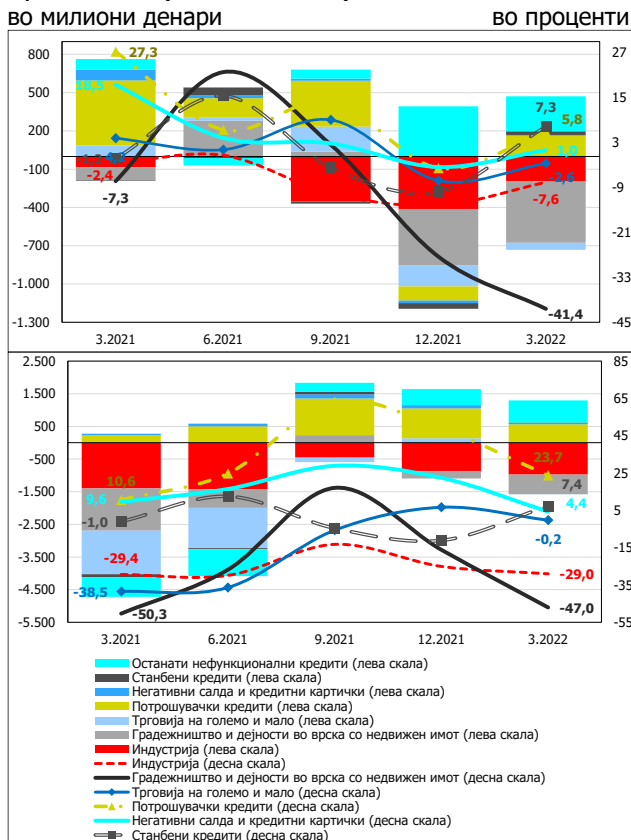 во милиони денари во проценти
800 27
27,3
500 16,5 15
7,3 5,8
200 3
1,0
-1,2
-100 -2,4 -2,6 -9
-7,3 -7,6
-400 -21
-700 -33
-1.000
-41,4
-1.300 -45
3.2021 6.2021 9.2021 12.2021 3.2022
2.500 85
1.500 65
500 45
-500 23,7 25
10,6 7,4
-1.500 9,6 4,4 5
-1,0
-2.500 -0,2 -15
-29,4 -29,0
-3.500 -35
-38,5
-4.500 -50,3 -47,0
-5.500 -55
3.2021 6.2021 9.2021 12.2021 3.2022
Останати нефункционални кредити (лева скала)
Станбени кредити (лева скала)
Негативни салда и кредитни картички (лева скала)
Потрошувачки кредити (лева скала)
Трговија на големо и мало (лева скала)
Градежништво и дејности во врска со недвижен имот (лева скала)
Индустрија (лева скала)
Индустрија (десна скала)
Градежништво и дејности во врска со недвижен имот (десна скала)
Трговија на големо и мало (десна скала)
Потрошувачки кредити (десна скала)
Негативни салда и кредитни картички (десна скала)
Станбени кредити (десна скала)